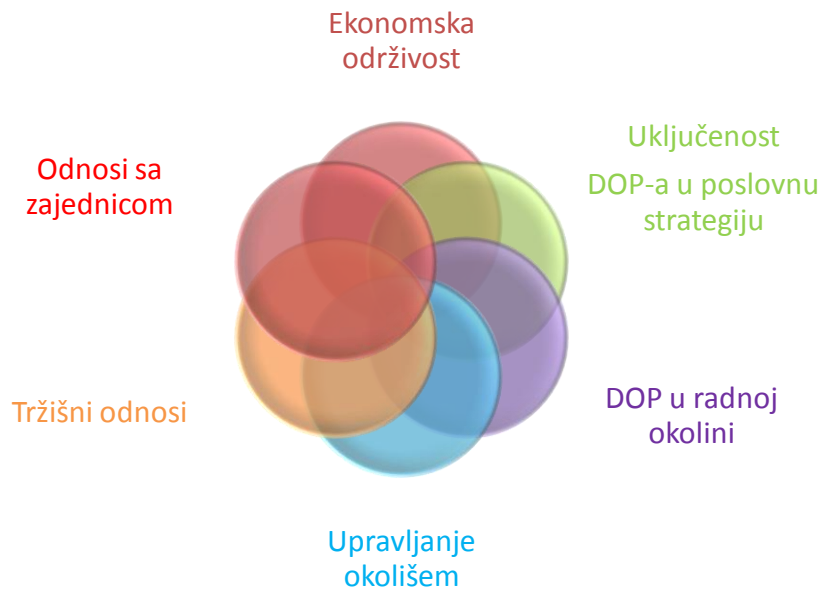 Ekonomska
održivost
Uključenost
DOP-a u poslovnu
strategiju
DOP u radnoj
okolini
Upravljanje
okolišem
Tržišni odnosi
Odnosi sa
zajednicom